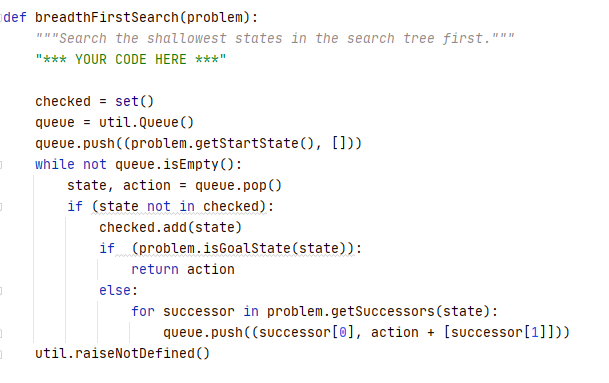 def breadthFirstSearch(problem):
    """Search the shallowest states in the search tree first."""
    "*** YOUR CODE HERE ***"

    checked = set()
    queue = util.Queue()
    queue.push((problem.getStartState(), []))
    while not queue.isEmpty():
        state, action = queue.pop()
        if (state not in checked):
            checked.add(state)
            if  (problem.isGoalState(state)):
                return action
            else:
                for successor in problem.getSuccessors(state):
                    queue.push((successor[0], action + [successor[1]]))
    util.raiseNotDefined()